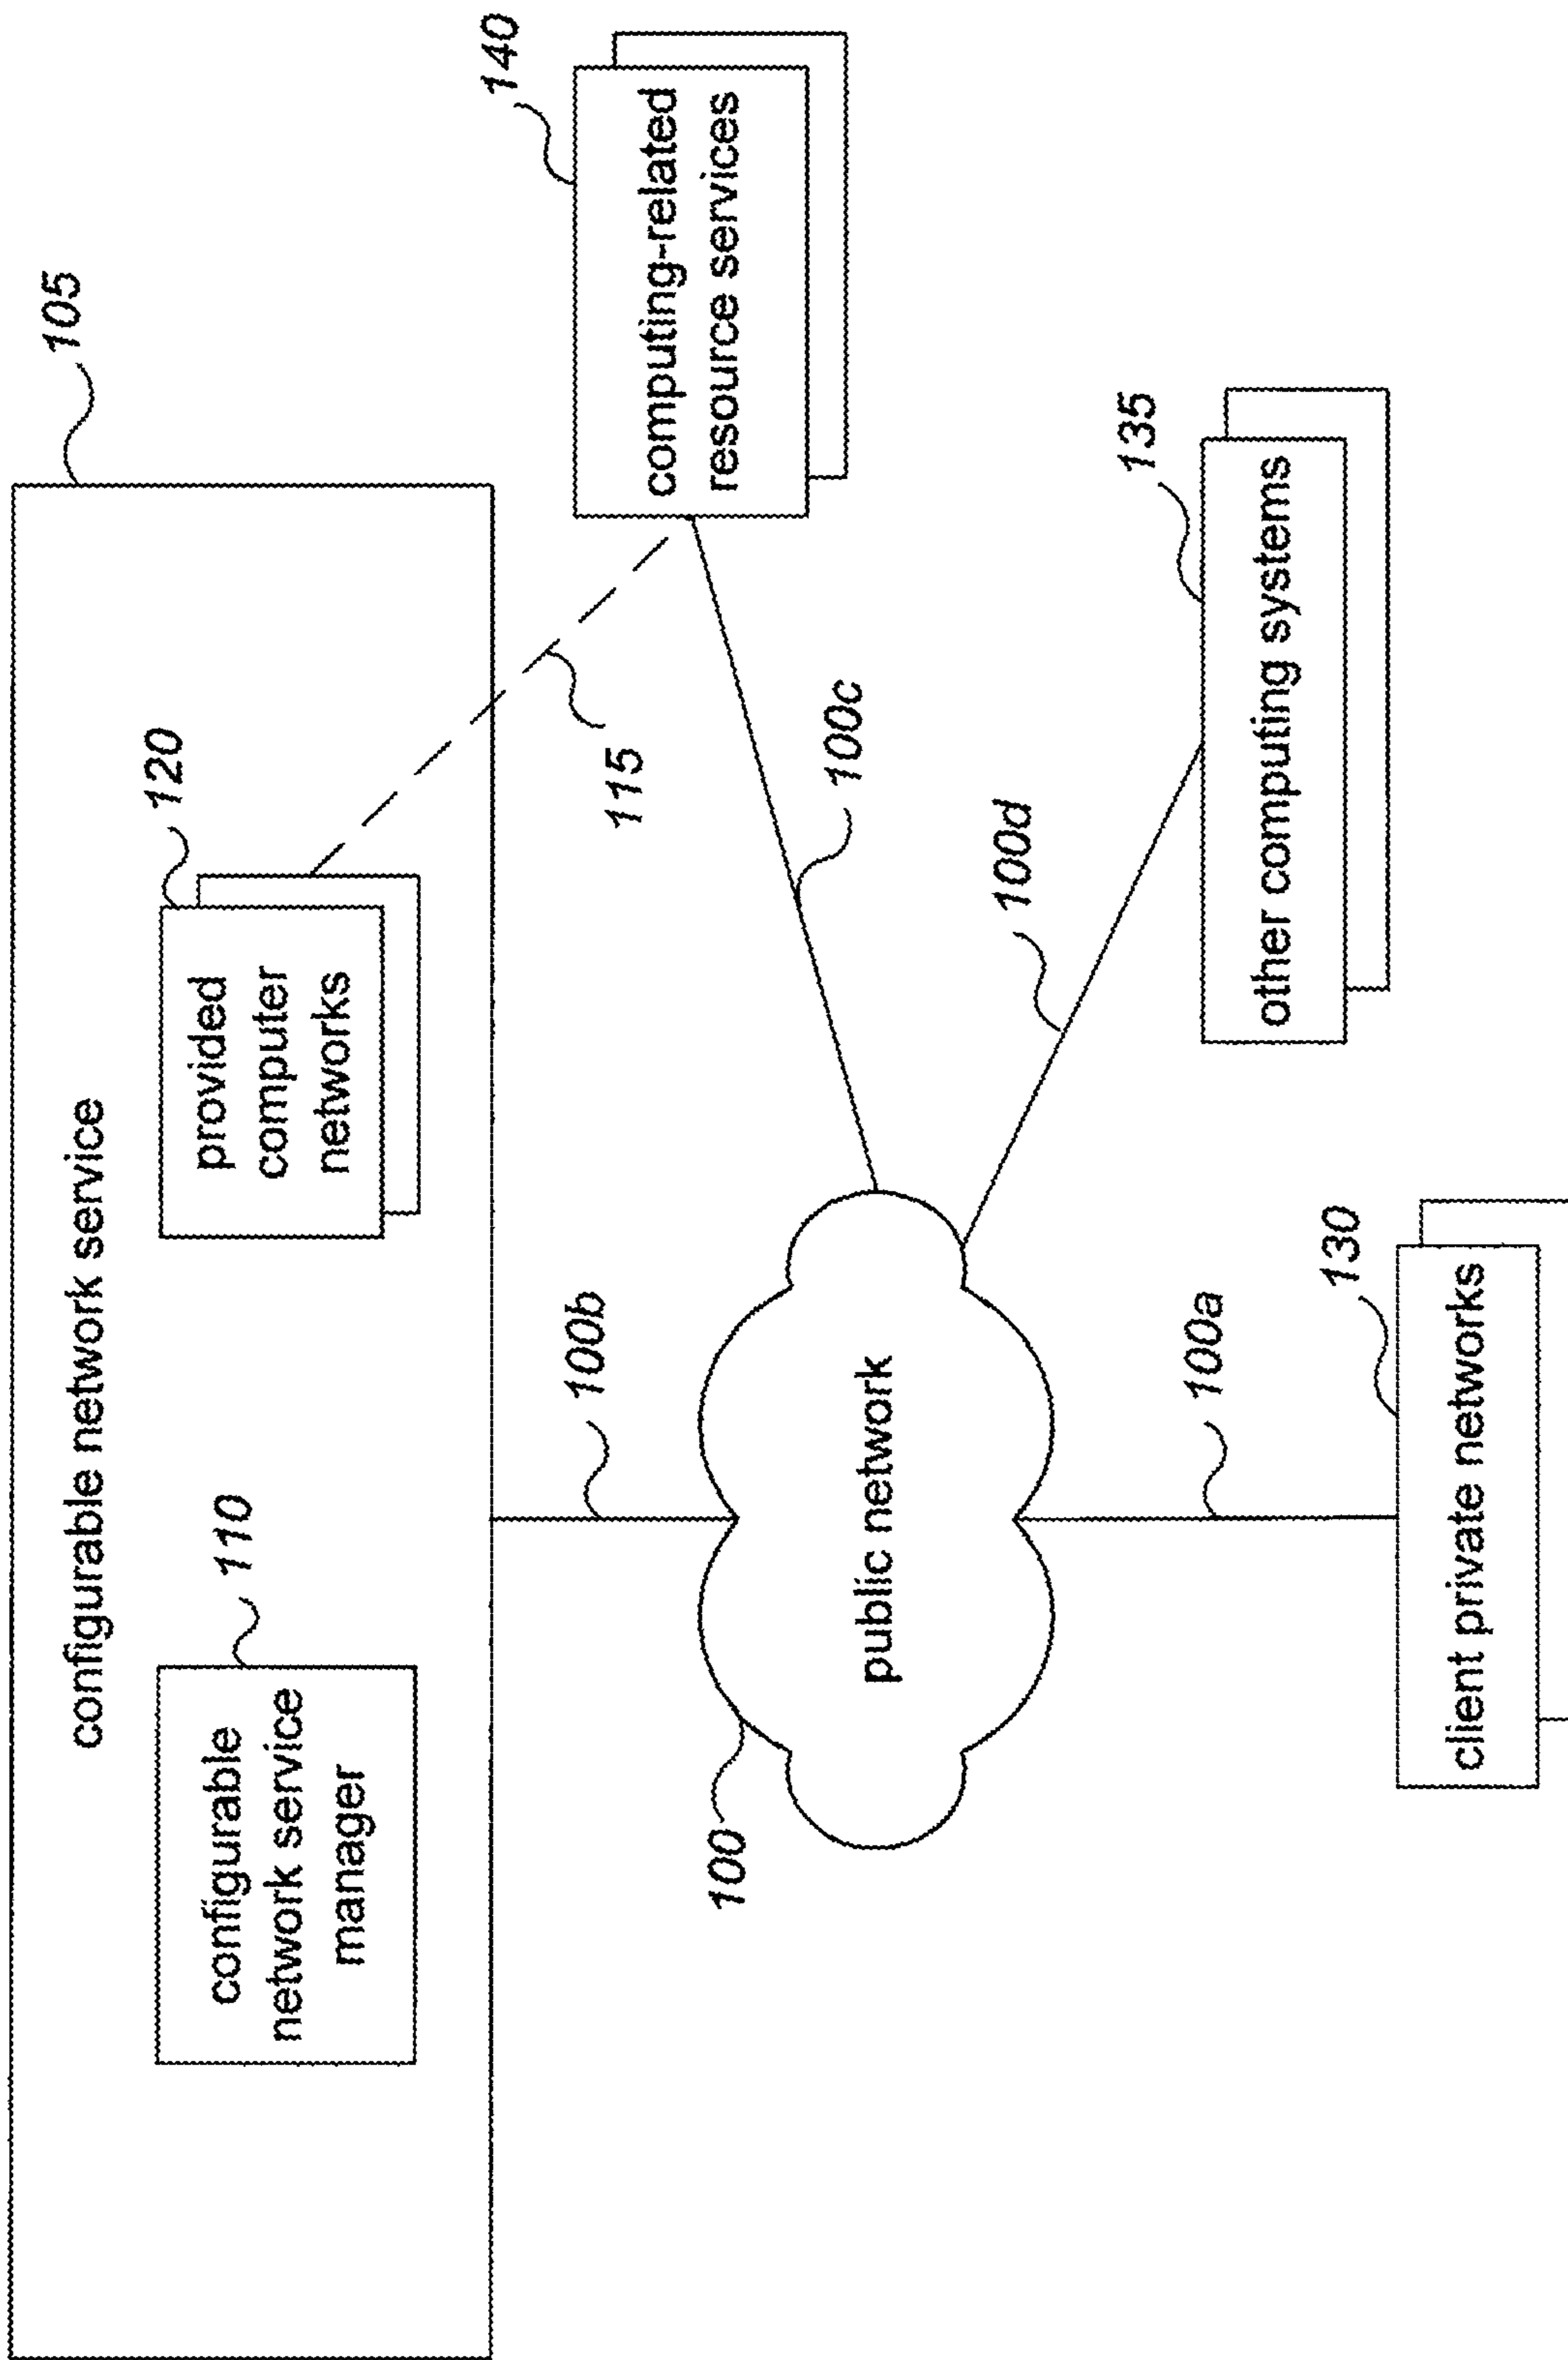 105
configurable network service
110
configurable
network service
manager
120
provided
computer
networks
115
140
computing-related
resource services
100b
100c
100d
100
public network
135
other computing systems
100a
130
client private networks